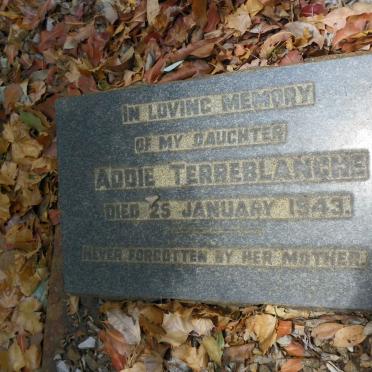 IN LOVING MEMORY
OF MY DAUGHTER
ADDIE TERREBLANCHE
DIED 25 JANUARY 1943.
NEVER FORGOTTEN BY HER MOTHER.